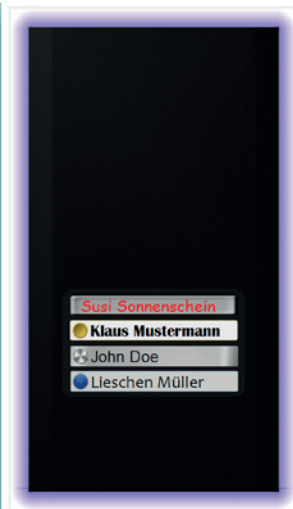 Susi Sonnenschein
Klaus Mustermann
John Doe
Lieschen Müller